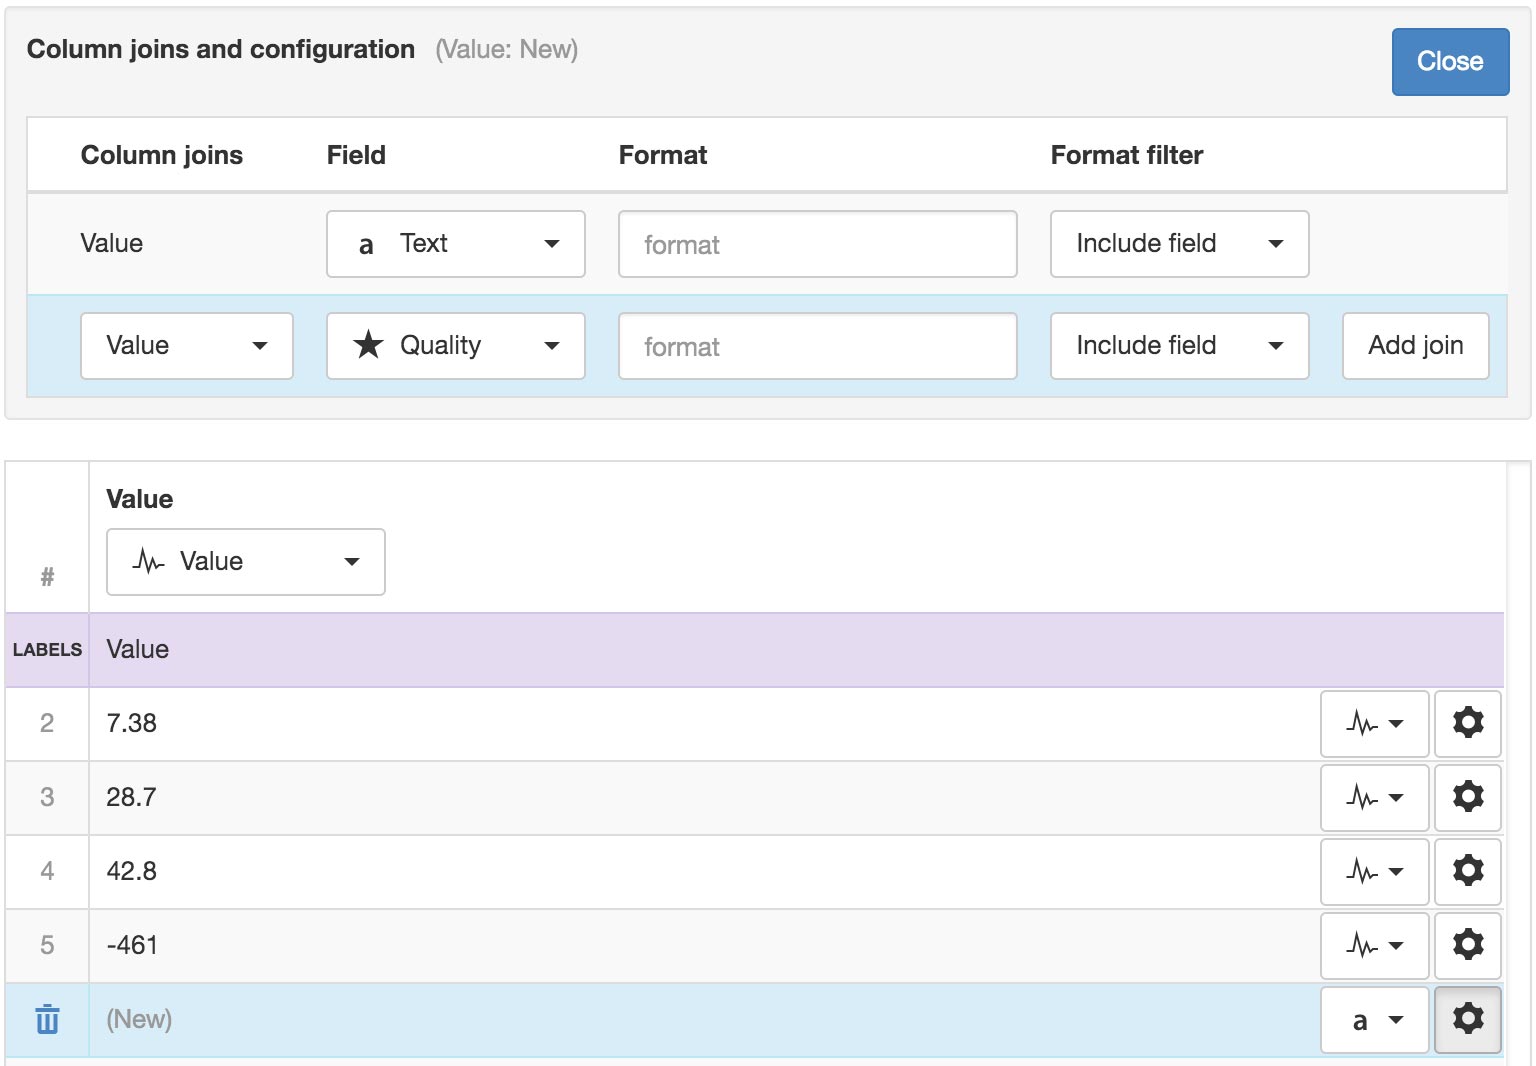 Column joins and configuration (Value: New) Close
Column joins Field Format Format filter
Value a Text format Include field
Value Quality format Include field Add join
Value
Value
#
LABELS Value
2 7.38
3 28.7
4 42.8
5 -461
(New) a